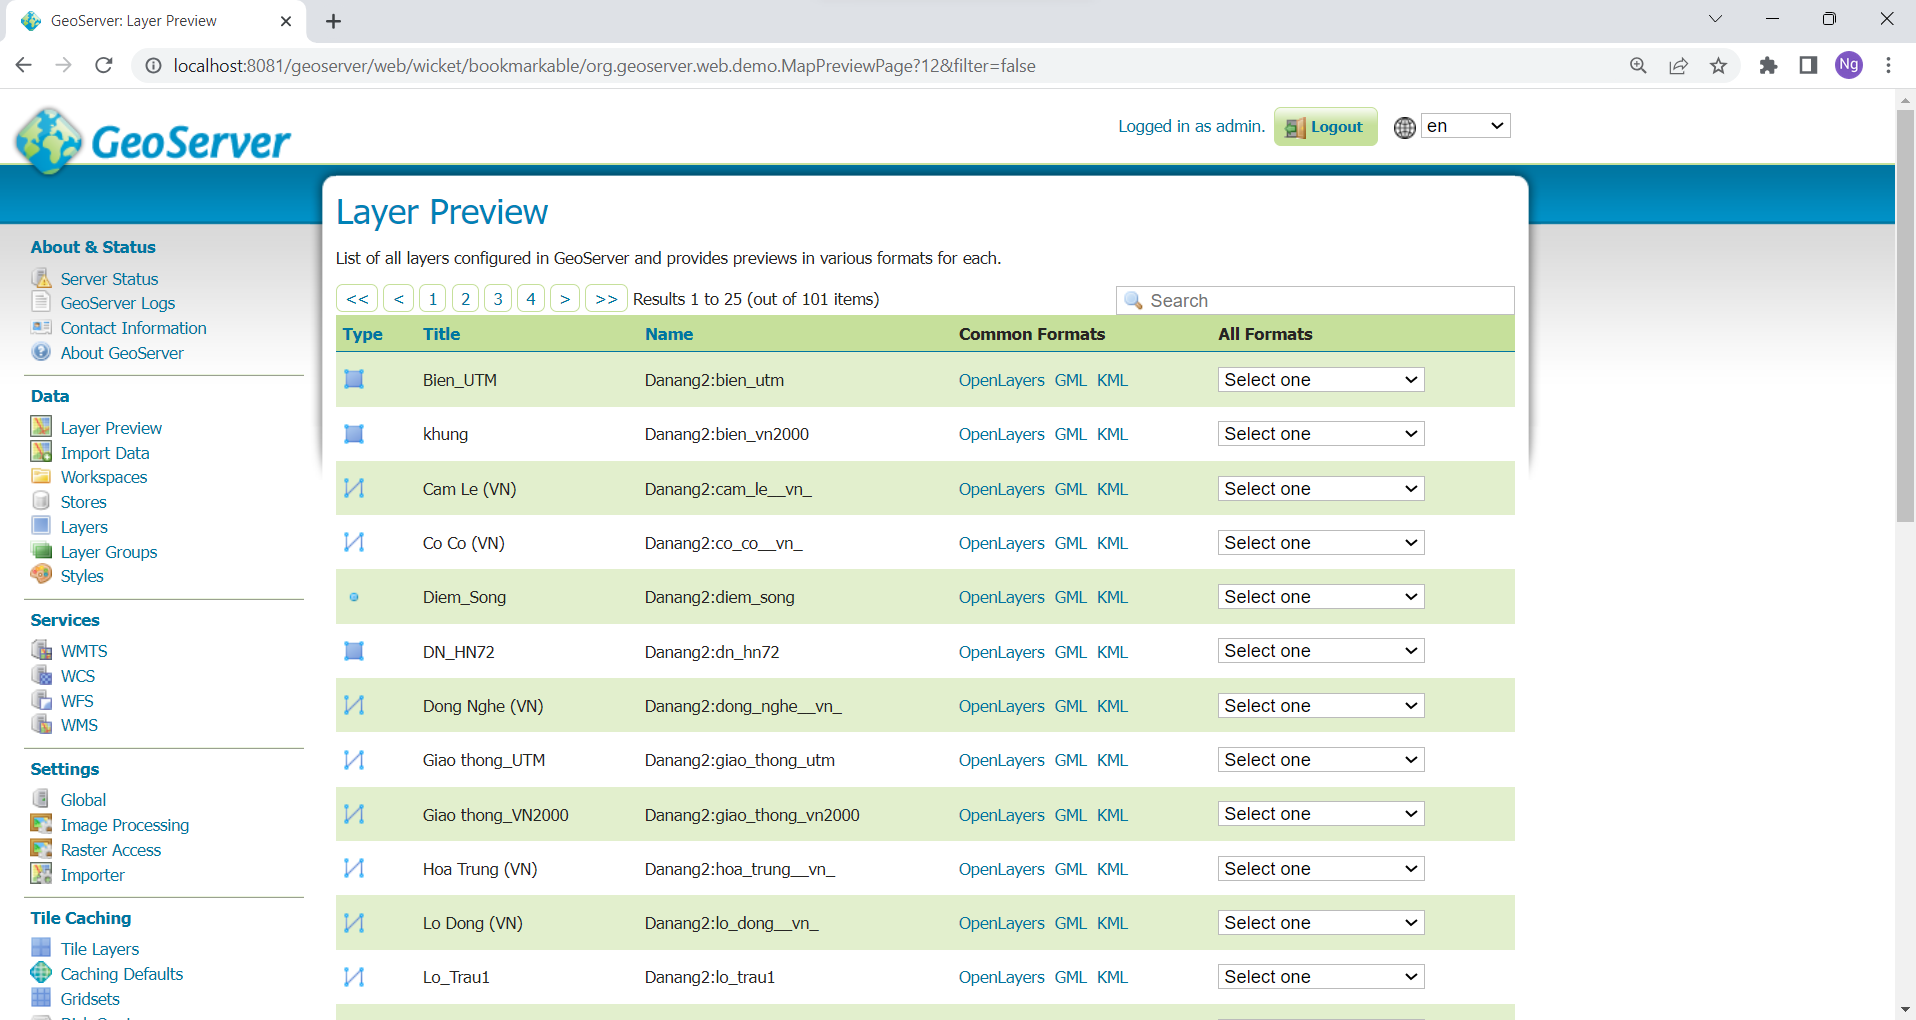 GeoServer: Layer Preview
localhost:8081/geoserver/web/wicket/bookmarkable/org.geoserver.web.demo.MapPreviewPage?12&filter=false
Ng
GeoServer
Logged in as admin. Logout en
Layer Preview
List of all layers configured in GeoServer and provides previews in various formats for each.
<< < 1 2 3 4 > >> Results 1 to 25 (out of 101 items) Search
Type Title Name Common Formats All Formats
Bien_UTM Danang2:bien_utm OpenLayers GML KML Select one
khung Danang2:bien_vn2000 OpenLayers GML KML Select one
Cam Le (VN) Danang2:cam_le__vn_ OpenLayers GML KML Select one
Co Co (VN) Danang2:co_co__vn_ OpenLayers GML KML Select one
Diem_Song Danang2:diem_song OpenLayers GML KML Select one
DN_HN72 Danang2:dn_hn72 OpenLayers GML KML Select one
Dong Nghe (VN) Danang2:dong_nghe__vn_ OpenLayers GML KML Select one
Giao thong_UTM Danang2:giao_thong_utm OpenLayers GML KML Select one
Giao thong_VN2000 Danang2:giao_thong_vn2000 OpenLayers GML KML Select one
Hoa Trung (VN) Danang2:hoa_trung__vn_ OpenLayers GML KML Select one
Lo Dong (VN) Danang2:lo_dong__vn_ OpenLayers GML KML Select one
Lo_Trau1 Danang2:lo_trau1 OpenLayers GML KML Select one
About & Status
Server Status
GeoServer Logs
Contact Information
About GeoServer
Data
Layer Preview
Import Data
Workspaces
Stores
Layers
Layer Groups
Styles
Services
WMTS
WCS
WFS
WMS
Settings
Global
Image Processing
Raster Access
Importer
Tile Caching
Tile Layers
Caching Defaults
Gridsets